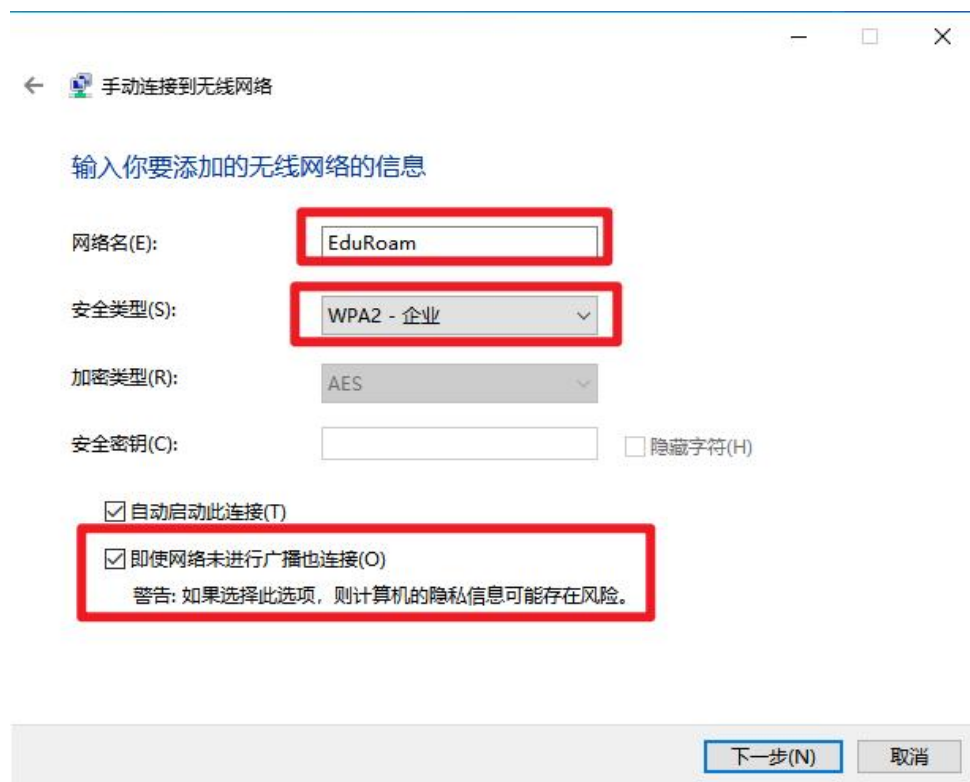 手动连接到无线网络
输入你要添加的无线网络的信息
网络名(E): EduRoam
安全类型(S): WPA2 - 企业
加密类型(R): AES
安全密钥(C): 隐藏字符(H)
自动启动此连接(T)
即使网络未进行广播也连接(O)
警告: 如果选择此选项，则计算机的隐私信息可能存在风险。
下一步(N) 取消